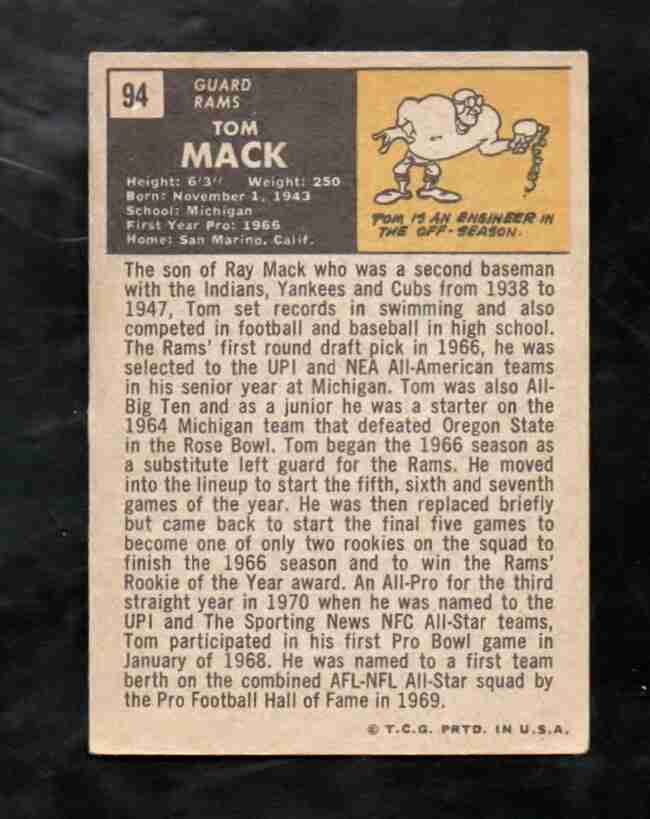 94
GUARD
RAMS
TOM
MACK
Height: 6'3" Weight: 250
Born: November 1, 1943
School: Michigan
First Year Pro: 1966
Home: San Marino, Calif.
TOM IS AN ENGINEER IN
THE OFF-SEASON.
The son of Ray Mack who was a second baseman
with the Indians, Yankees and Cubs from 1938 to
1947, Tom set records in swimming and also
competed in football and baseball in high school.
The Rams' first round draft pick in 1966, he was
selected to the UPI and NEA All-American teams
in his senior year at Michigan. Tom was also All-
Big Ten and as a junior he was a starter on the
1964 Michigan team that defeated Oregon State
in the Rose Bowl. Tom began the 1966 season as
a substitute left guard for the Rams. He moved
into the lineup to start the fifth, sixth and seventh
games of the year. He was then replaced briefly
but came back to start the final five games to
become one of only two rookies on the squad to
finish the 1966 season and to win the Rams'
Rookie of the Year award. An All-Pro for the third
straight year in 1970 when he was named to the
UPI and The Sporting News NFC All-Star teams,
Tom participated in his first Pro Bowl game in
January of 1968. He was named to a first team
berth on the combined AFL-NFL All-Star squad by
the Pro Football Hall of Fame in 1969.
© T.C.G. PRTD. IN U.S.A.